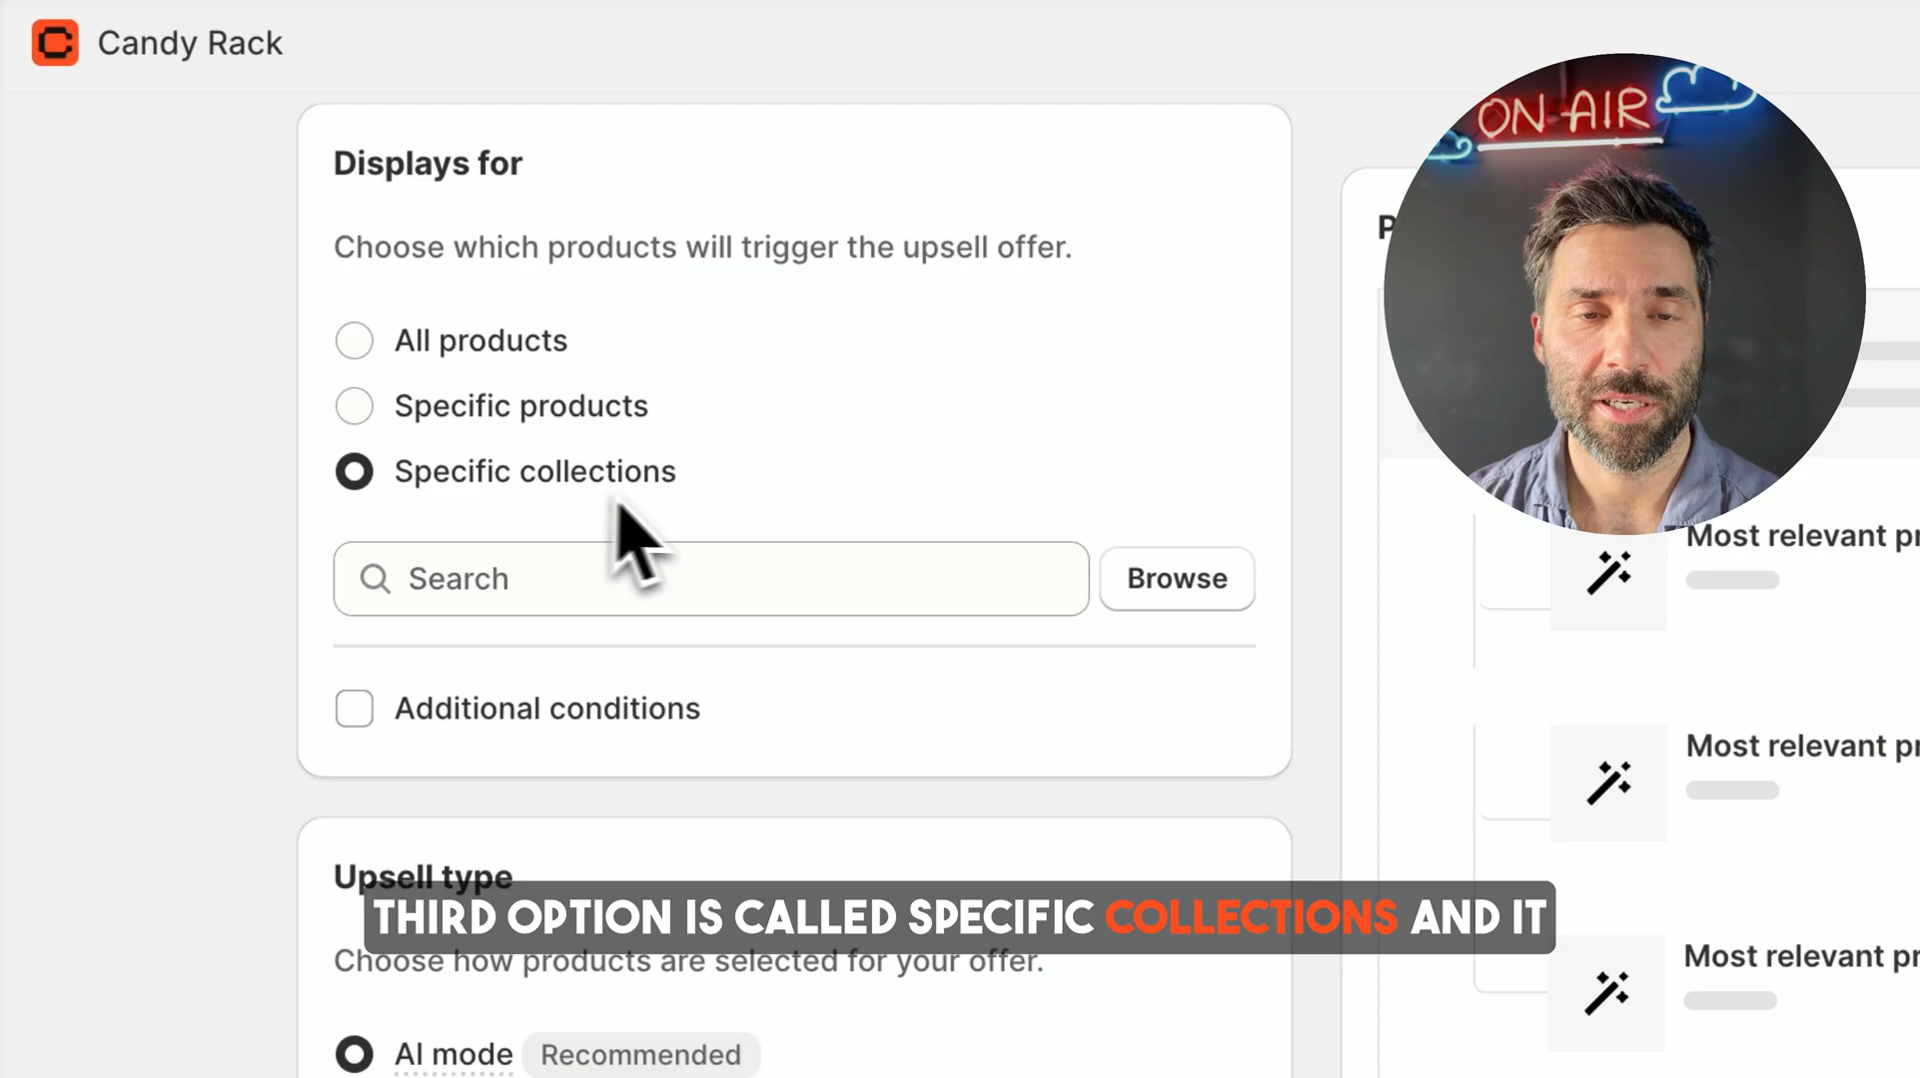 Candy Rack
ON AIR
Displays for
Choose which products will trigger the upsell offer.
All products
Specific products
Specific collections
Search
Browse
Additional conditions
Upsell type
THIRD OPTION IS CALLED SPECIFIC COLLECTIONS AND IT
Choose how products are selected for your offer.
AI mode
Recommended
P
Most relevant pr
Most relevant pr
Most relevant pr